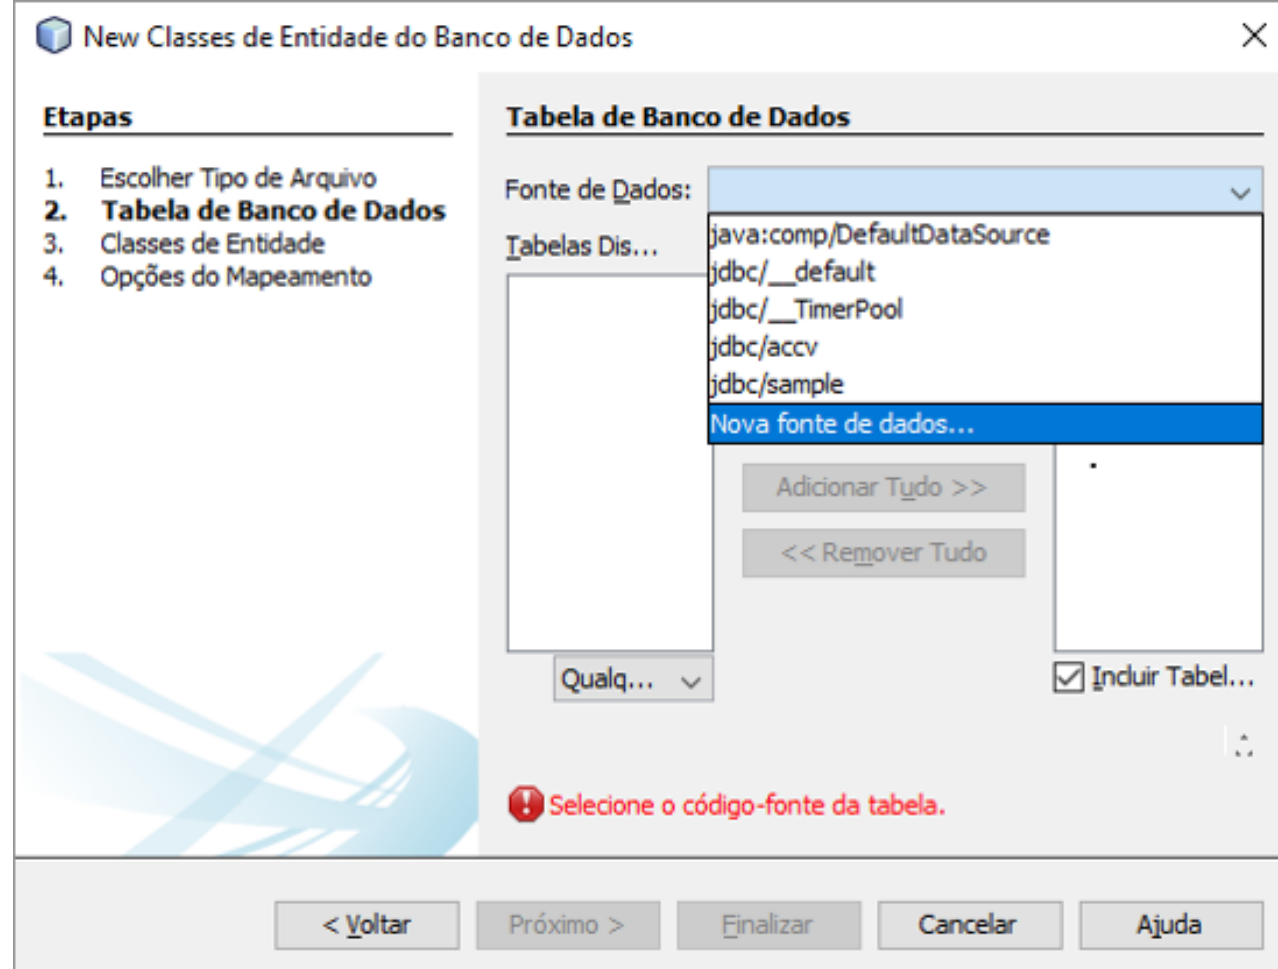 New Classes de Entidade do Banco de Dados
Etapas
1. Escolher Tipo de Arquivo
2. Tabela de Banco de Dados
3. Classes de Entidade
4. Opções do Mapeamento
Tabela de Banco de Dados
Fonte de Dados:
java:comp/DefaultDataSource
jdbc/__default
jdbc/__TimerPool
jdbc/accv
jdbc/sample
Nova fonte de dados...
Tabelas Dis...
Adicionar Tudo >>
<< Remover Tudo
Qualq...
Incluir Tabel...
Selecione o código-fonte da tabela.
< Voltar
Próximo >
Finalizar
Cancelar
Ajuda